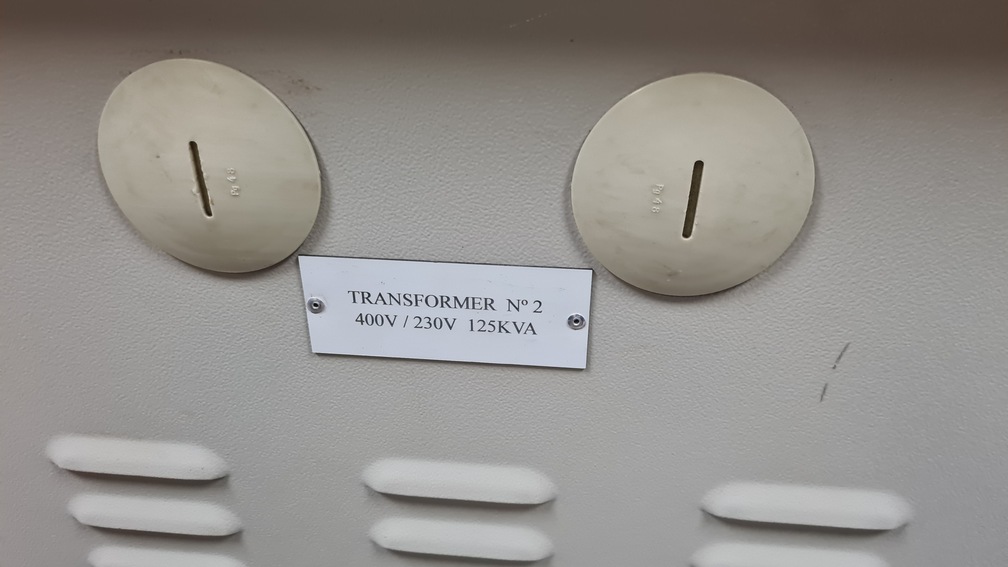 TRANSFORMER Nº 2
400V / 230V 125KVA